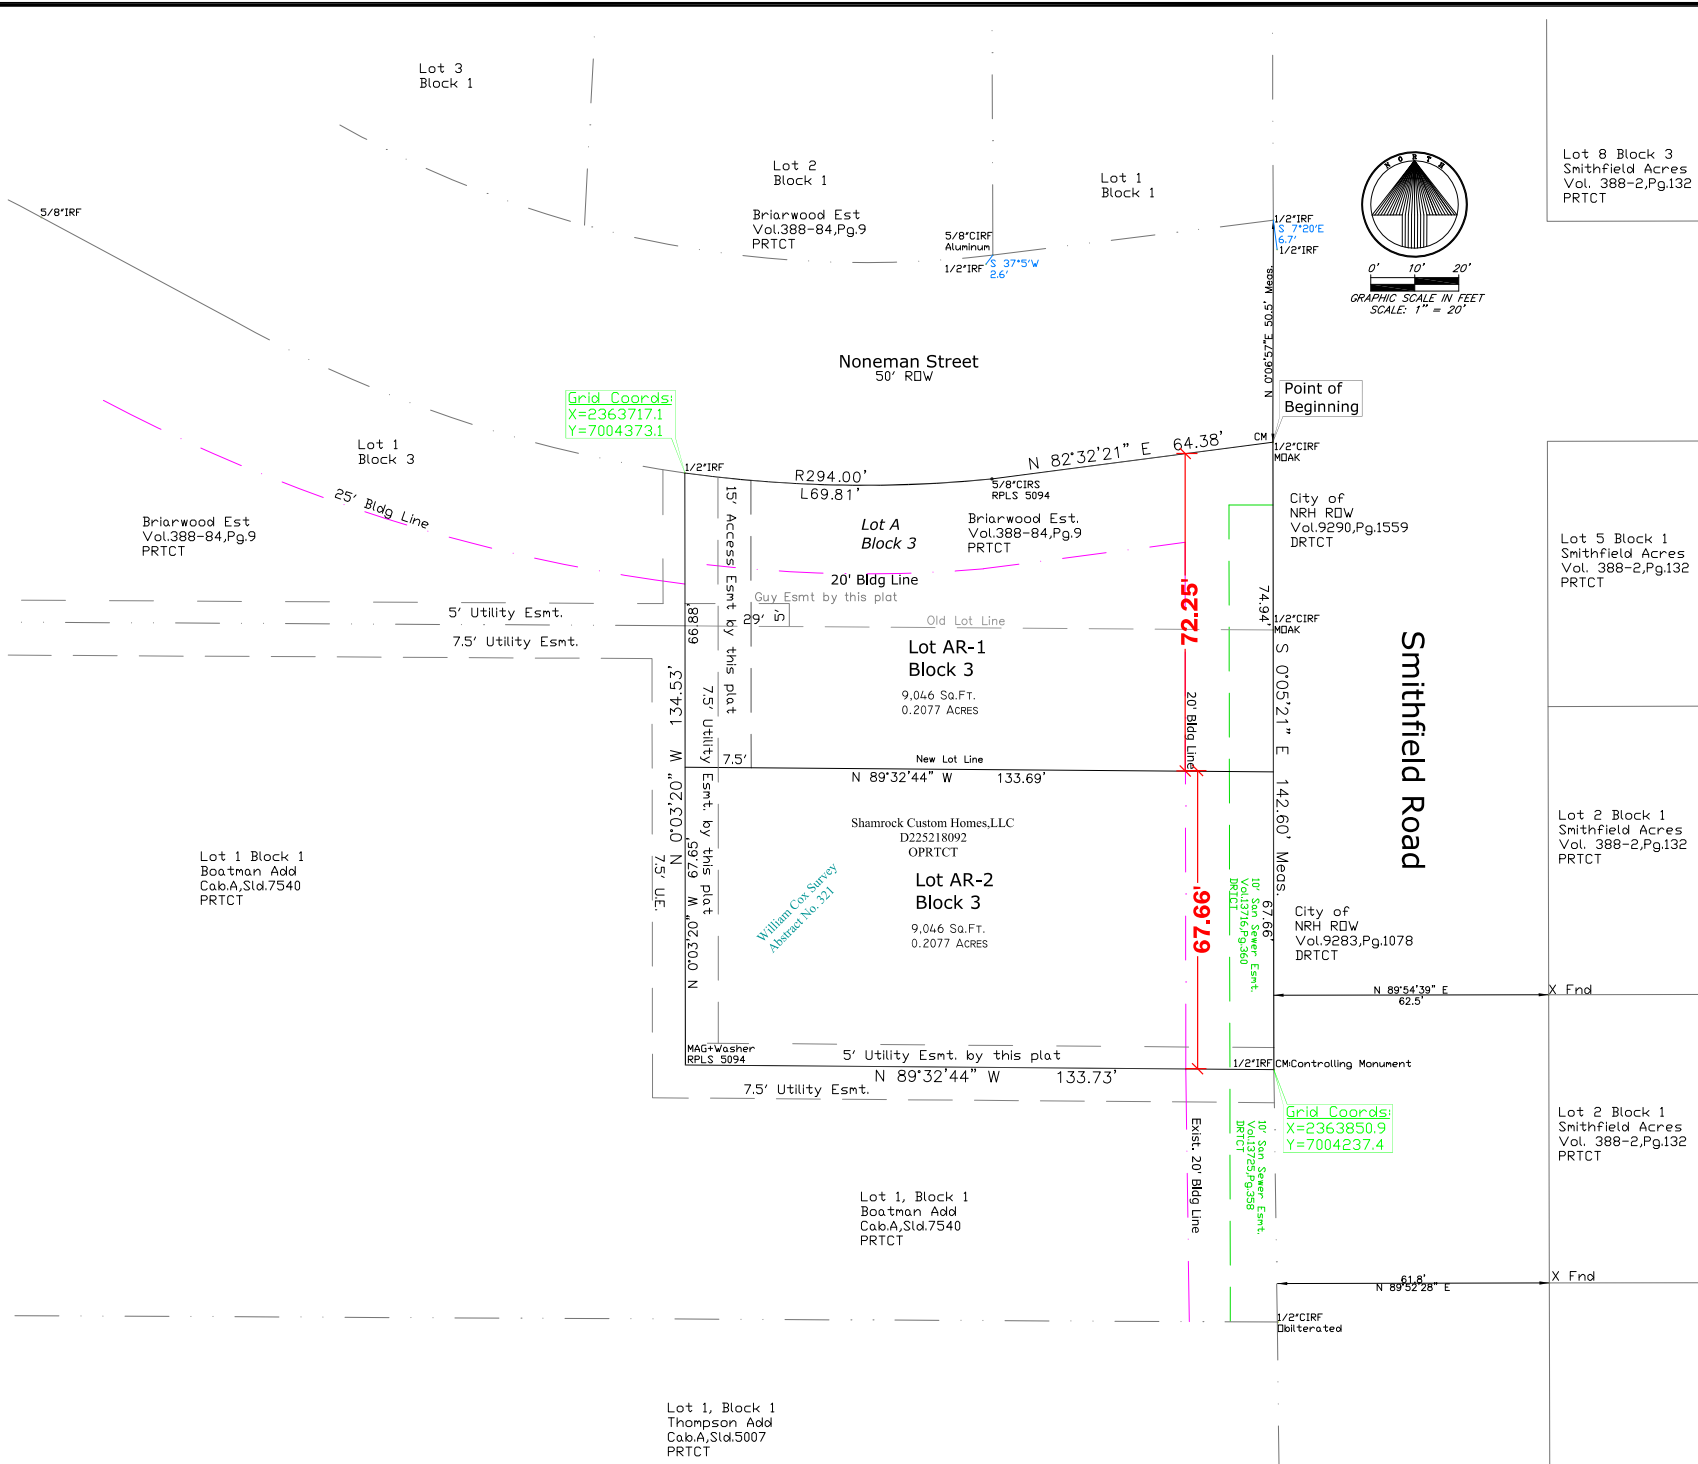 Lot 3
Block 1
Lot 2
Block 1
Lot 1
Block 1
Briarwood Est
Vol.388-84,Pg.9
PRTCT
5/8"IRF
5/8"CIRF
Aluminum
1/2"IRF
S 37°5'W
2.6'
1/2"IRF
S 7°20'E
6.7'
1/2"IRF
NORTH
0' 10' 20'
GRAPHIC SCALE IN FEET
SCALE: 1" = 20'
Lot 8 Block 3
Smithfield Acres
Vol. 388-2,Pg.132
PRTCT
N 0°06'57"E 50.5' Meas.
Noneman Street
50' ROW
Grid Coords:
X=2363717.1
Y=7004373.1
Point of
Beginning
CM
1/2"CIRF
MOAK
N 82°32'21" E 64.38'
Lot 1
Block 3
25' Bldg Line
Briarwood Est
Vol.388-84,Pg.9
PRTCT
1/2"IRF
R294.00'
L69.81'
5/8"CIRS
RPLS 5094
15' Access Esmt by this plat
Lot A
Block 3
Briarwood Est.
Vol.388-84,Pg.9
PRTCT
City of
NRH ROW
Vol.9290,Pg.1559
DRTCT
Lot 5 Block 1
Smithfield Acres
Vol. 388-2,Pg.132
PRTCT
20' Bldg Line
Guy Esmt by this plat
29'
5'
Old Lot Line
5' Utility Esmt.
7.5' Utility Esmt.
66.88'
72.25'
74.94'
1/2"CIRF
MOAK
Lot AR-1
Block 3
9,046 Sq.Ft.
0.2077 Acres
N 0°03'20" W 134.53'
7.5' Utility Esmt. by this plat
7.5'
20' Bldg Line
S 0°05'21" E 142.60' Meas.
Smithfield Road
New Lot Line
N 89°32'44" W 133.69'
Shamrock Custom Homes,LLC
D225218092
OPRTCT
Lot AR-2
Block 3
9,046 Sq.Ft.
0.2077 Acres
William Cox Survey
Abstract No. 321
Lot 1 Block 1
Boatman Add
Cab.A,Sld.7540
PRTCT
7.5' U.E.
N 0°03'20" W 67.65'
67.66'
10' San Sewer Esmt.
Vol.13716,Pg.360
DRTCT
67.66'
City of
NRH ROW
Vol.9283,Pg.1078
DRTCT
Lot 2 Block 1
Smithfield Acres
Vol. 388-2,Pg.132
PRTCT
N 89°54'39" E
62.5'
X Fnd
MAG+Washer
RPLS 5094
5' Utility Esmt. by this plat
N 89°32'44" W 133.73'
7.5' Utility Esmt.
1/2"IRF
CM:Controlling Monument
Grid Coords:
X=2363850.9
Y=7004237.4
Exist. 20' Bldg Line
10' San Sewer Esmt.
Vol.13725,Pg.358
DRTCT
Lot 2 Block 1
Smithfield Acres
Vol. 388-2,Pg.132
PRTCT
Lot 1, Block 1
Boatman Add
Cab.A,Sld.7540
PRTCT
61.8'
N 89°52'28" E
X Fnd
1/2"CIRF
Obilterated
Lot 1, Block 1
Thompson Add
Cab.A,Sld.5007
PRTCT